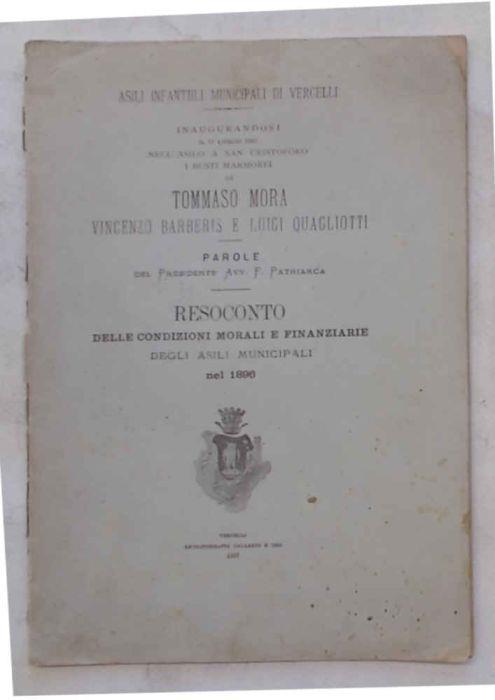 ASILI INFANTILI MUNICIPALI DI VERCELLI
INAUGURANDOSI
NELL'ASILO A SAN CRISTOFORO
I BUSTI MARMOREI
DI
TOMMASO MORA
VINCENZO BARBERIS E LUIGI QUAGLIOTTI
PAROLE
DEL PRESIDENTE AVV. F. PATRIARCA
RESOCONTO
DELLE CONDIZIONI MORALI E FINANZIARIE
DEGLI ASILI MUNICIPALI
nel 1896
VERCELLI
1897